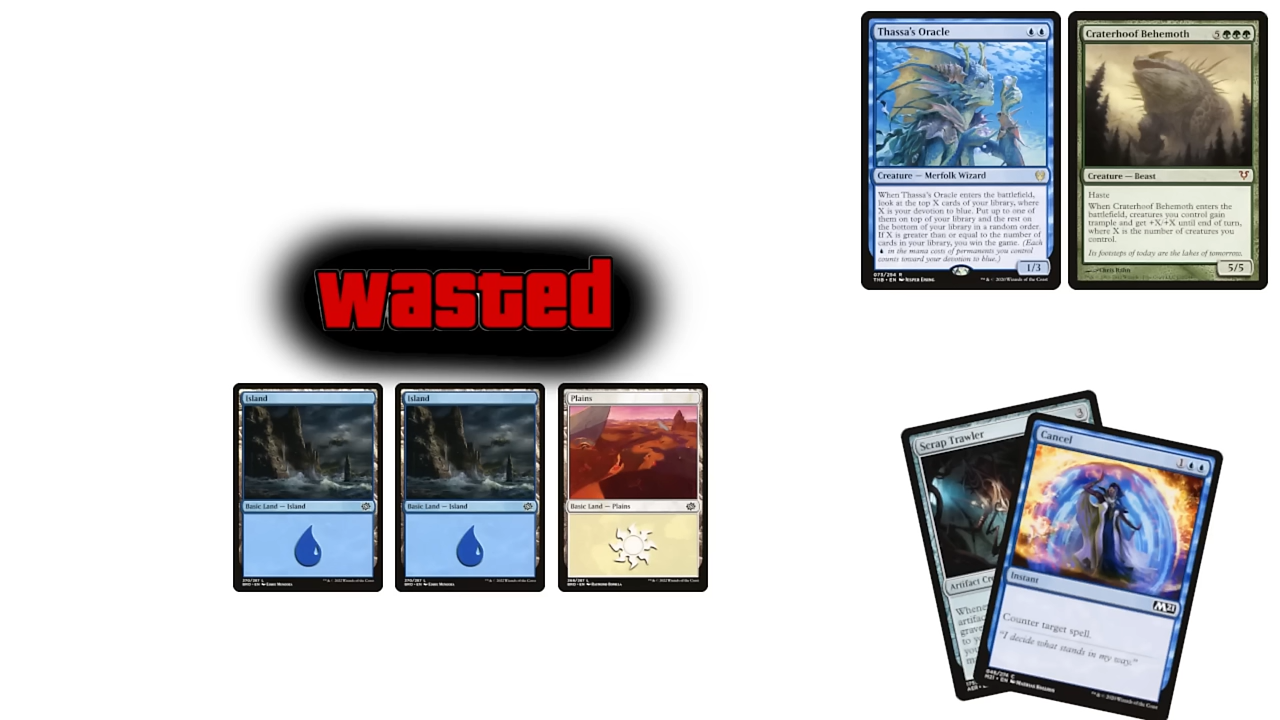 Thassa's Oracle
Creature — Merfolk Wizard
When Thassa's Oracle enters the battlefield,
look at the top X cards of your library, where
X is your devotion to blue. Put up to one of
them on top of your library and the rest on
the bottom of your library in a random order.
If X is greater than or equal to the number of
cards in your library, you win the game. (Each
in the mana costs of permanents you control
counts toward your devotion to blue.)
1/3
Craterhoof Behemoth 5
Creature — Beast
Haste
When Craterhoof Behemoth enters the
battlefield, creatures you control gain
trample and get +X/+X until end of turn,
where X is the number of creatures you
control.
Its footsteps of today are the lakes of tomorrow.
5/5
wasted
Island
Basic Land — Island
Island
Basic Land — Island
Plains
Basic Land — Plains
Scrap Trawler 3
Artifact Cre
Cancel 1
Instant
M21
Counter target spell.
"I decide what stands in my way."